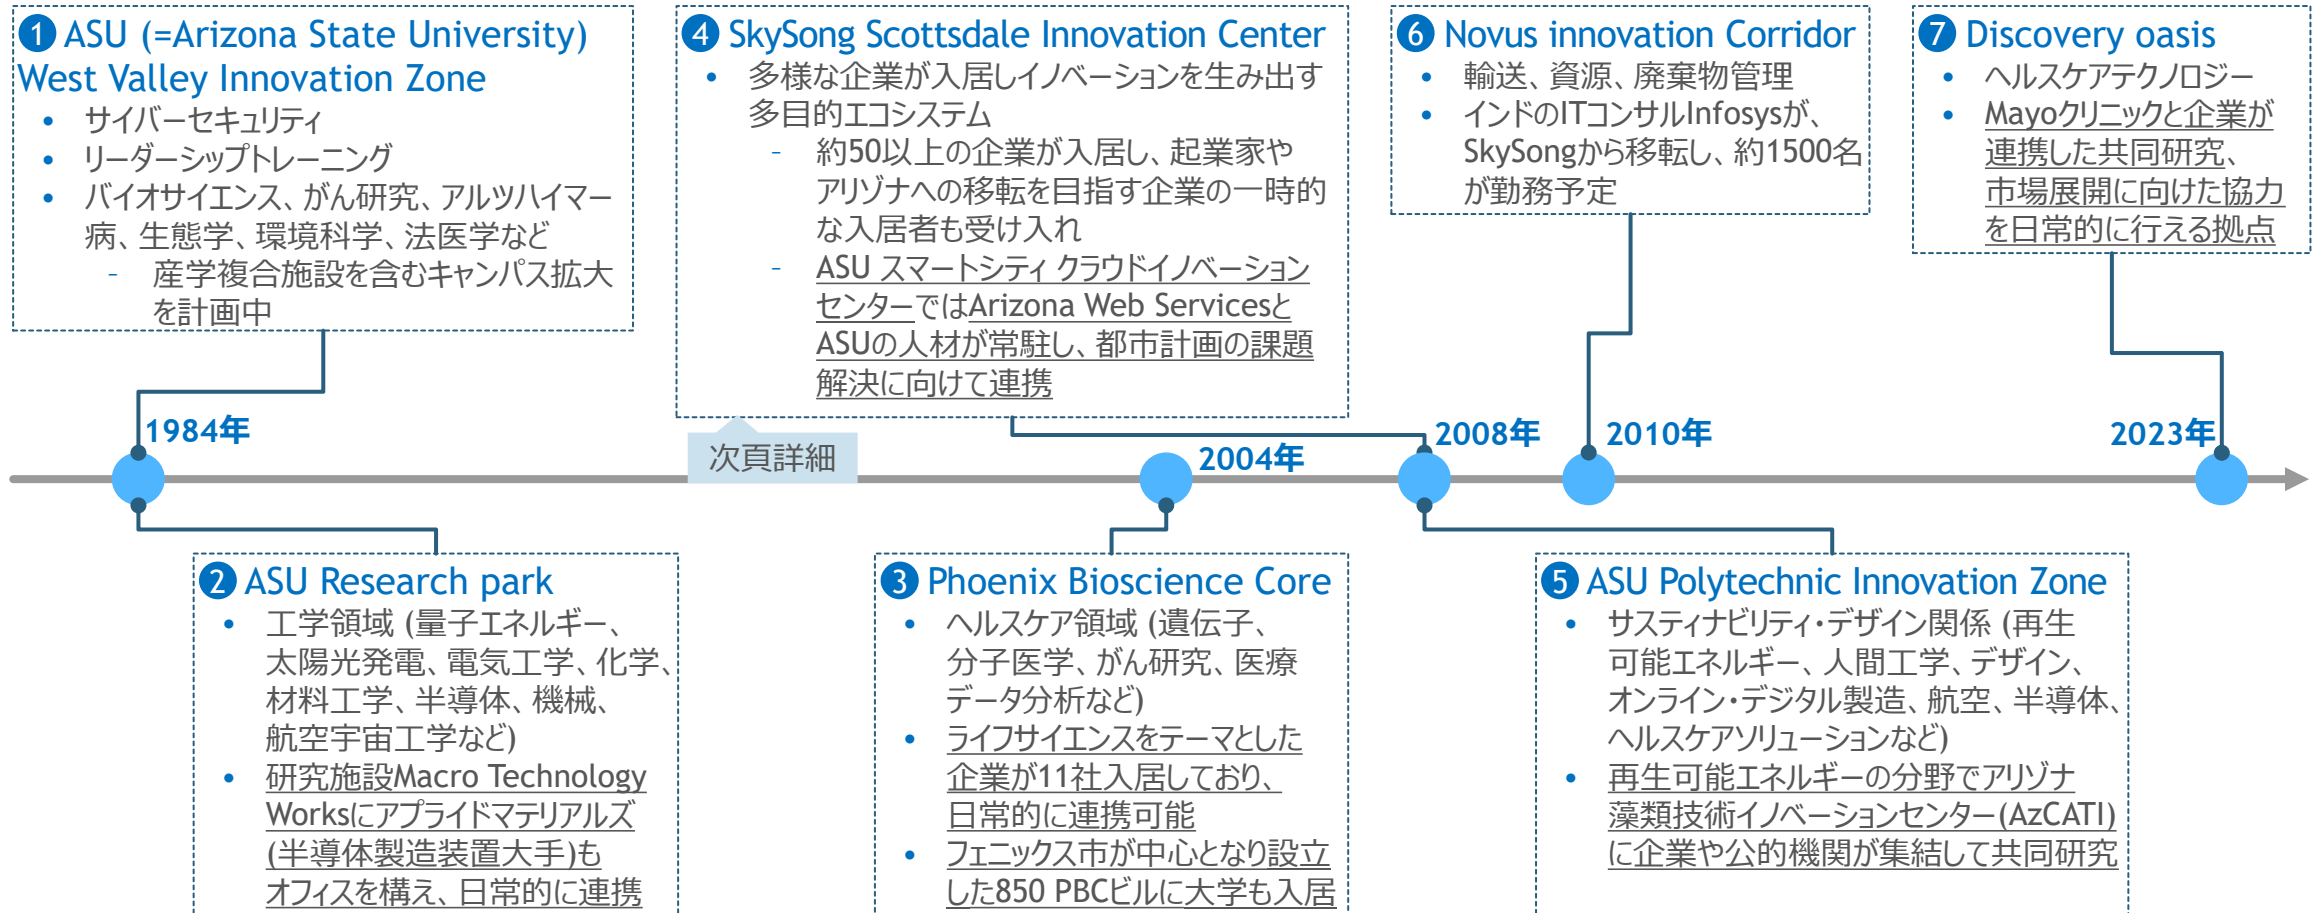 1 ASU (=Arizona State University)
West Valley Innovation Zone
• サイバーセキュリティ
• リーダーシップトレーニング
• バイオサイエンス、がん研究、アルツハイマー
病、生態学、環境科学、法医学など
- 産学複合施設を含むキャンパス拡大
を計画中
4 SkySong Scottsdale Innovation Center
• 多様な企業が入居しイノベーションを生み出す
多目的エコシステム
- 約50以上の企業が入居し、起業家や
アリゾナへの移転を目指す企業の一時的
な入居者も受け入れ
- ASU スマートシティ クラウドイノベーション
センターではArizona Web Servicesと
ASUの人材が常駐し、都市計画の課題
解決に向けて連携
6 Novus innovation Corridor
• 輸送、資源、廃棄物管理
• インドのITコンサルInfosysが、
SkySongから移転し、約1500名
が勤務予定
7 Discovery oasis
• ヘルスケアテクノロジー
• Mayoクリニックと企業が
連携した共同研究、
市場展開に向けた協力
を日常的に行える拠点
1984年
次頁詳細
2004年
2008年
2010年
2023年
2 ASU Research park
• 工学領域 (量子エネルギー、
太陽光発電、電気工学、化学、
材料工学、半導体、機械、
航空宇宙工学など)
• 研究施設Macro Technology
Worksにアプライドマテリアルズ
(半導体製造装置大手)も
オフィスを構え、日常的に連携
3 Phoenix Bioscience Core
• ヘルスケア領域 (遺伝子、
分子医学、がん研究、医療
データ分析など)
• ライフサイエンスをテーマとした
企業が11社入居しており、
日常的に連携可能
• フェニックス市が中心となり設立
した850 PBCビルに大学も入居
5 ASU Polytechnic Innovation Zone
• サスティナビリティ・デザイン関係 (再生
可能エネルギー、人間工学、デザイン、
オンライン・デジタル製造、航空、半導体、
ヘルスケアソリューションなど)
• 再生可能エネルギーの分野でアリゾナ
藻類技術イノベーションセンター(AzCATI)
に企業や公的機関が集結して共同研究